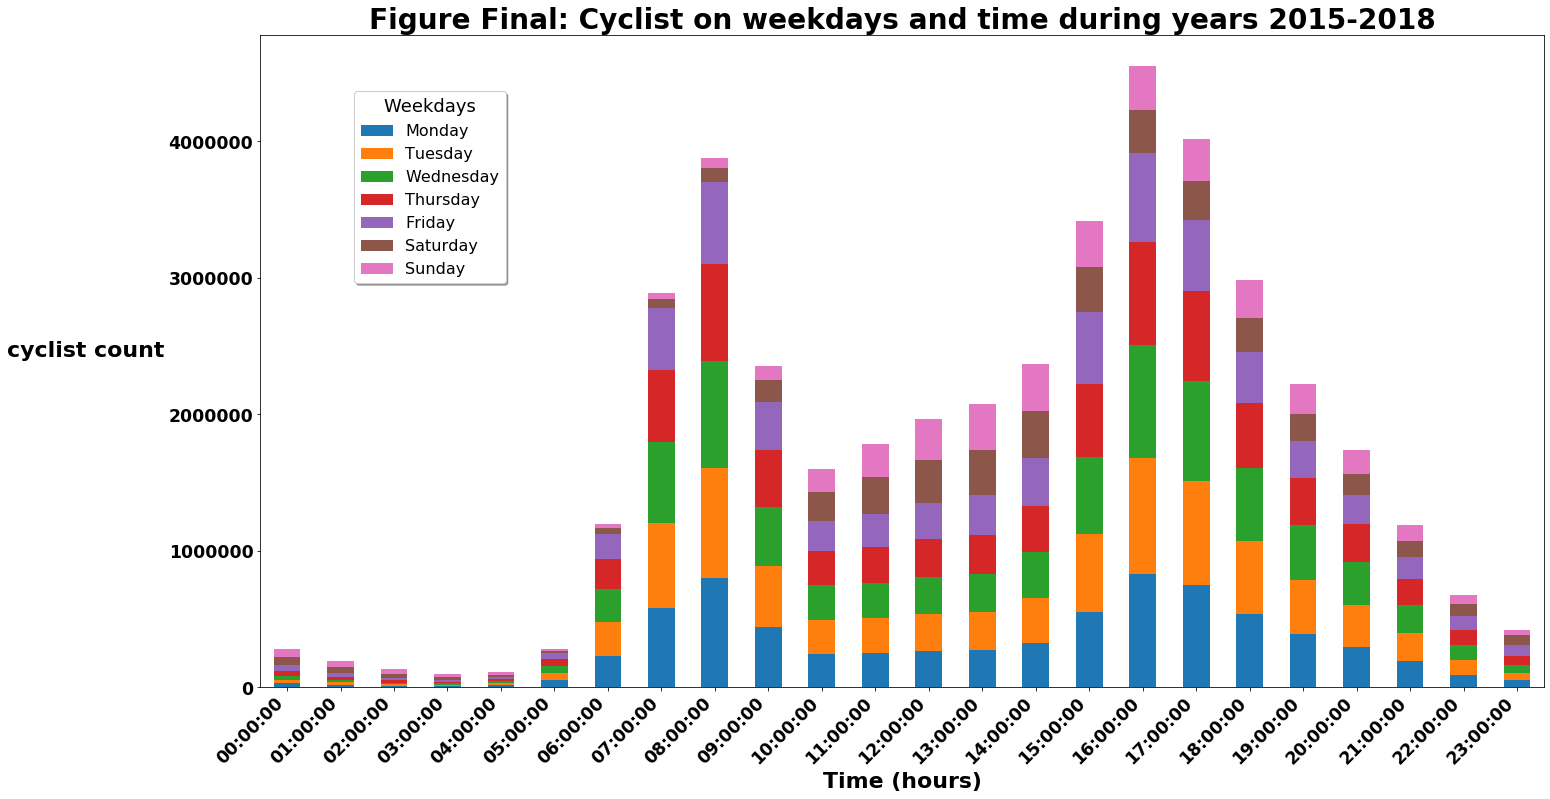 Figure Final: Cyclist on weekdays and time during years 2015-2018
Weekdays
Monday
Tuesday
Wednesday
Thursday
Friday
Saturday
Sunday
4000000
3000000
2000000
1000000
0
cyclist count
00:00:00
01:00:00
02:00:00
03:00:00
04:00:00
05:00:00
06:00:00
07:00:00
08:00:00
09:00:00
10:00:00
11:00:00
12:00:00
13:00:00
14:00:00
15:00:00
16:00:00
17:00:00
18:00:00
19:00:00
20:00:00
21:00:00
22:00:00
23:00:00
Time (hours)